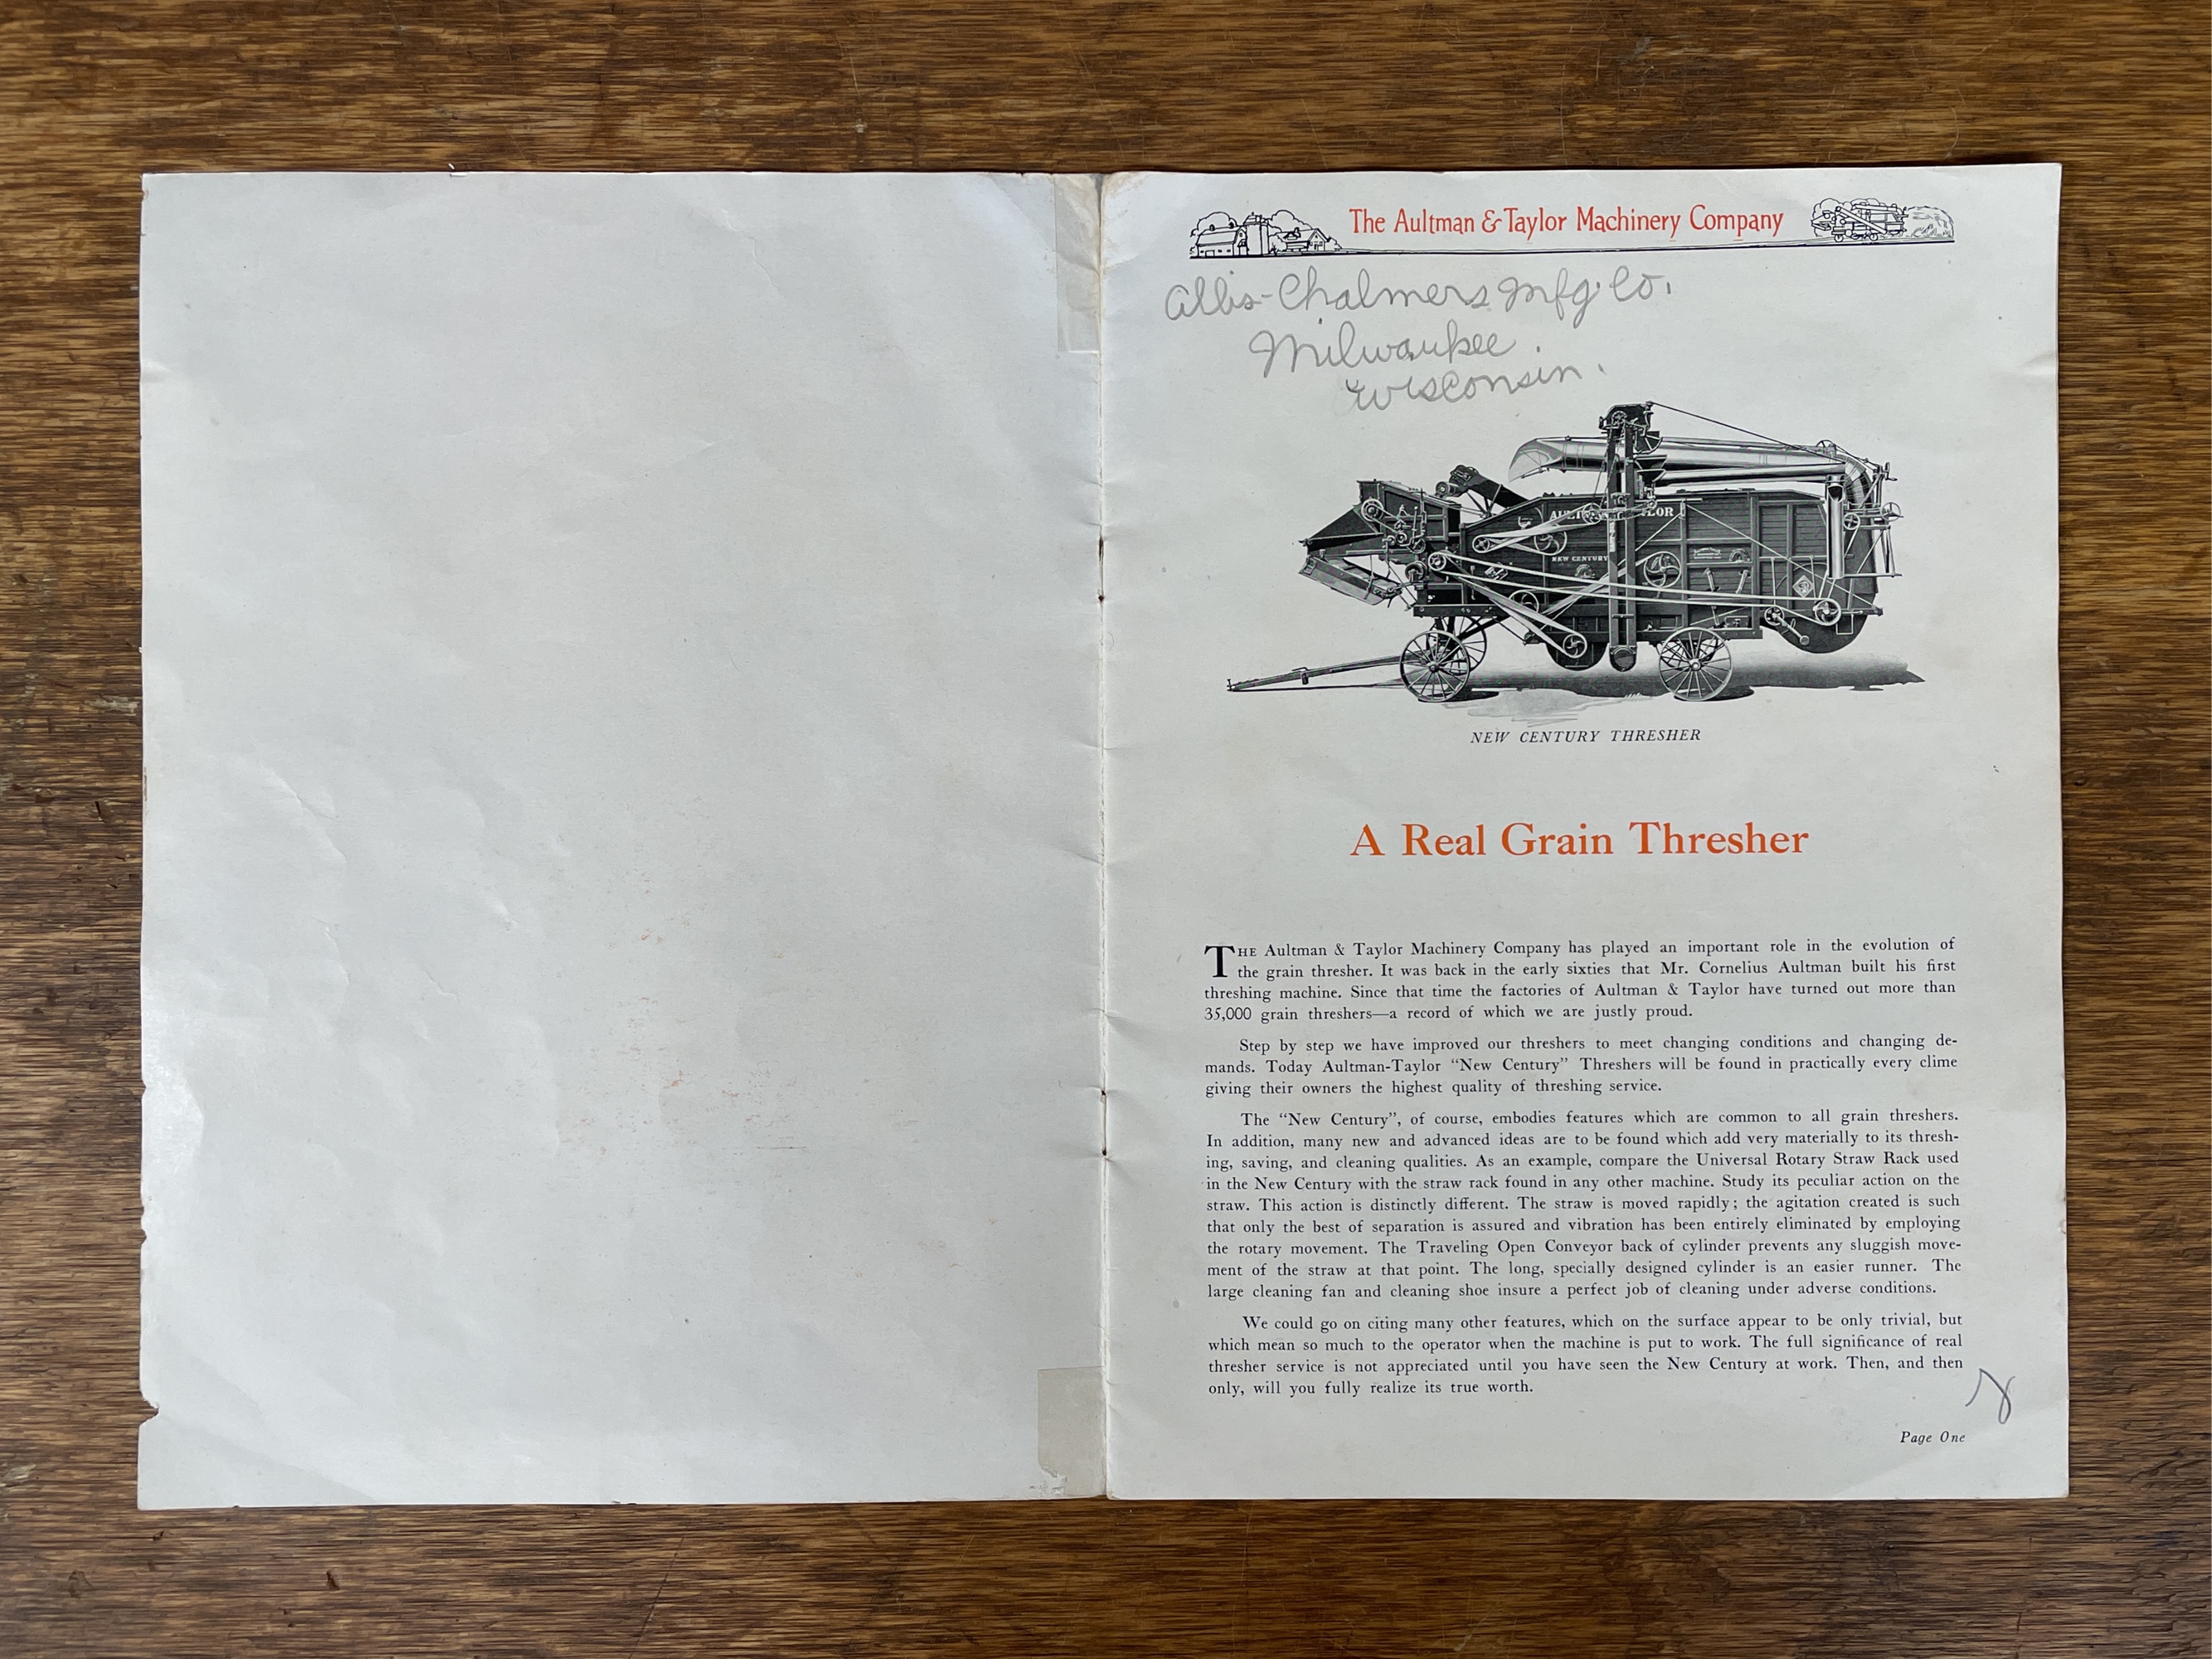 The Aultman & Taylor Machinery Company
Allis-Chalmers Mfg. Co.
Milwaukee
Wisconsin.
NEW CENTURY
NEW CENTURY THRESHER
A Real Grain Thresher
THE Aultman & Taylor Machinery Company has played an important role in the evolution of
the grain thresher. It was back in the early sixties that Mr. Cornelius Aultman built his first
threshing machine. Since that time the factories of Aultman & Taylor have turned out more than
35,000 grain threshers—a record of which we are justly proud.
Step by step we have improved our threshers to meet changing conditions and changing de-
mands. Today Aultman-Taylor "New Century" Threshers will be found in practically every clime
giving their owners the highest quality of threshing service.
The "New Century", of course, embodies features which are common to all grain threshers.
In addition, many new and advanced ideas are to be found which add very materially to its thresh-
ing, saving, and cleaning qualities. As an example, compare the Universal Rotary Straw Rack used
in the New Century with the straw rack found in any other machine. Study its peculiar action on the
straw. This action is distinctly different. The straw is moved rapidly; the agitation created is such
that only the best of separation is assured and vibration has been entirely eliminated by employing
the rotary movement. The Traveling Open Conveyor back of cylinder prevents any sluggish move-
ment of the straw at that point. The long, specially designed cylinder is an easier runner. The
large cleaning fan and cleaning shoe insure a perfect job of cleaning under adverse conditions.
We could go on citing many other features, which on the surface appear to be only trivial, but
which mean so much to the operator when the machine is put to work. The full significance of real
thresher service is not appreciated until you have seen the New Century at work. Then, and then
only, will you fully realize its true worth.
Page One